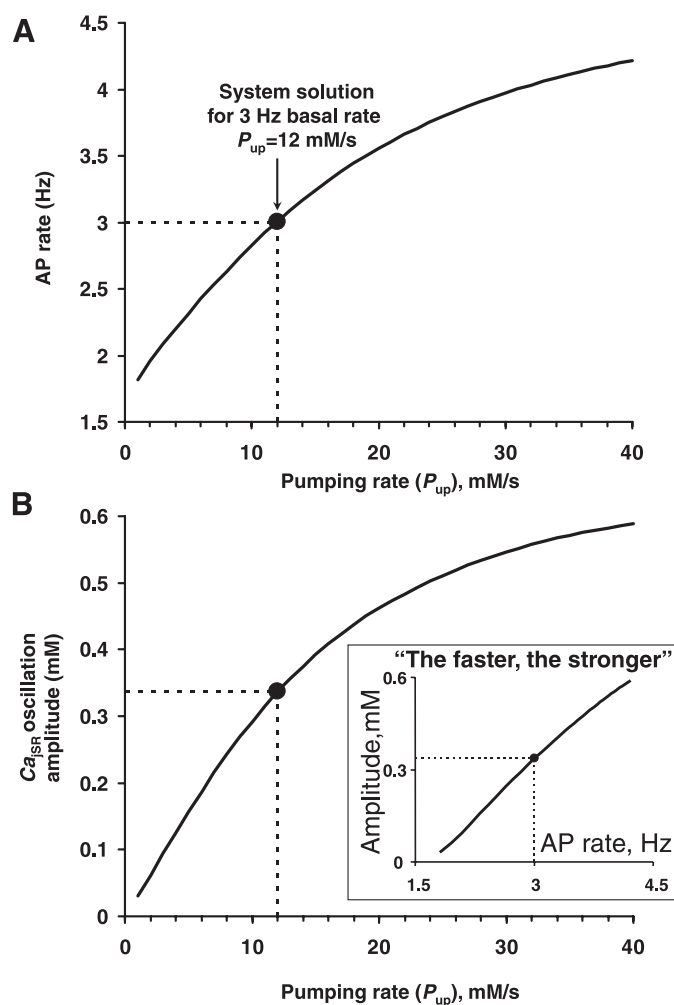 A
4.5
4
3.5
3
2.5
2
1.5
AP rate (Hz)
System solution
for 3 Hz basal rate
Pup=12 mM/s
0 10 20 30 40
Pumping rate (Pup), mM/s
B
0.6
0.5
0.4
0.3
0.2
0.1
0
CajSR oscillation
amplitude (mM)
“The faster, the stronger”
0.6
0.3
0
Amplitude,mM
AP rate, Hz
1.5 3 4.5
0 10 20 30 40
Pumping rate (Pup), mM/s